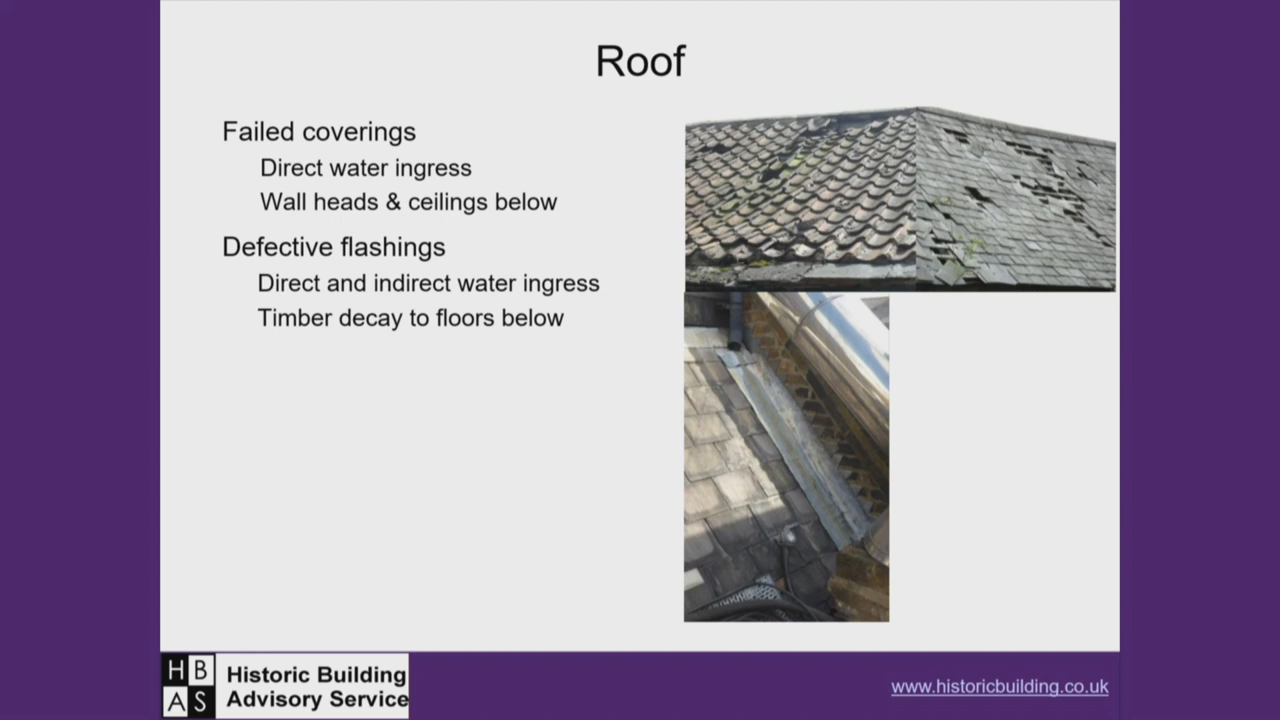 Roof
Failed coverings
Direct water ingress
Wall heads & ceilings below
Defective flashings
Direct and indirect water ingress
Timber decay to floors below
H B
A S
Historic Building
Advisory Service
www.historicbuilding.co.uk